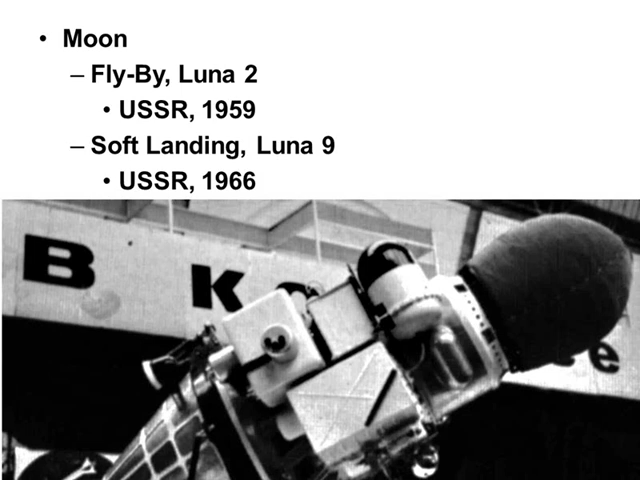 • Moon
– Fly-By, Luna 2
• USSR, 1959
– Soft Landing, Luna 9
• USSR, 1966
В К